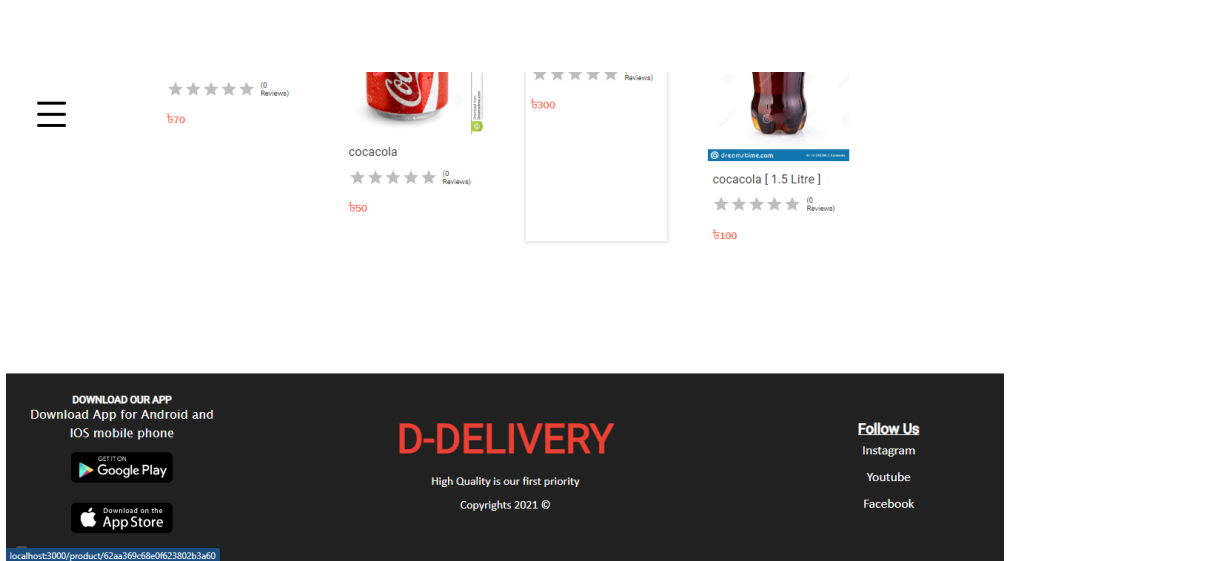 (0
Reviews)
৳70
cocacola
(0
Reviews)
৳50
Reviews)
৳300
dreamstime.com
cocacola [ 1.5 Litre ]
(0
Reviews)
৳100
DOWNLOAD OUR APP
Download App for Android and
IOS mobile phone
GET IT ON
Google Play
Download on the
App Store
D-DELIVERY
High Quality is our first priority
Copyrights 2021 ©
Follow Us
Instagram
Youtube
Facebook
localhost:3000/product/62aa369c68e0f623802b3a60